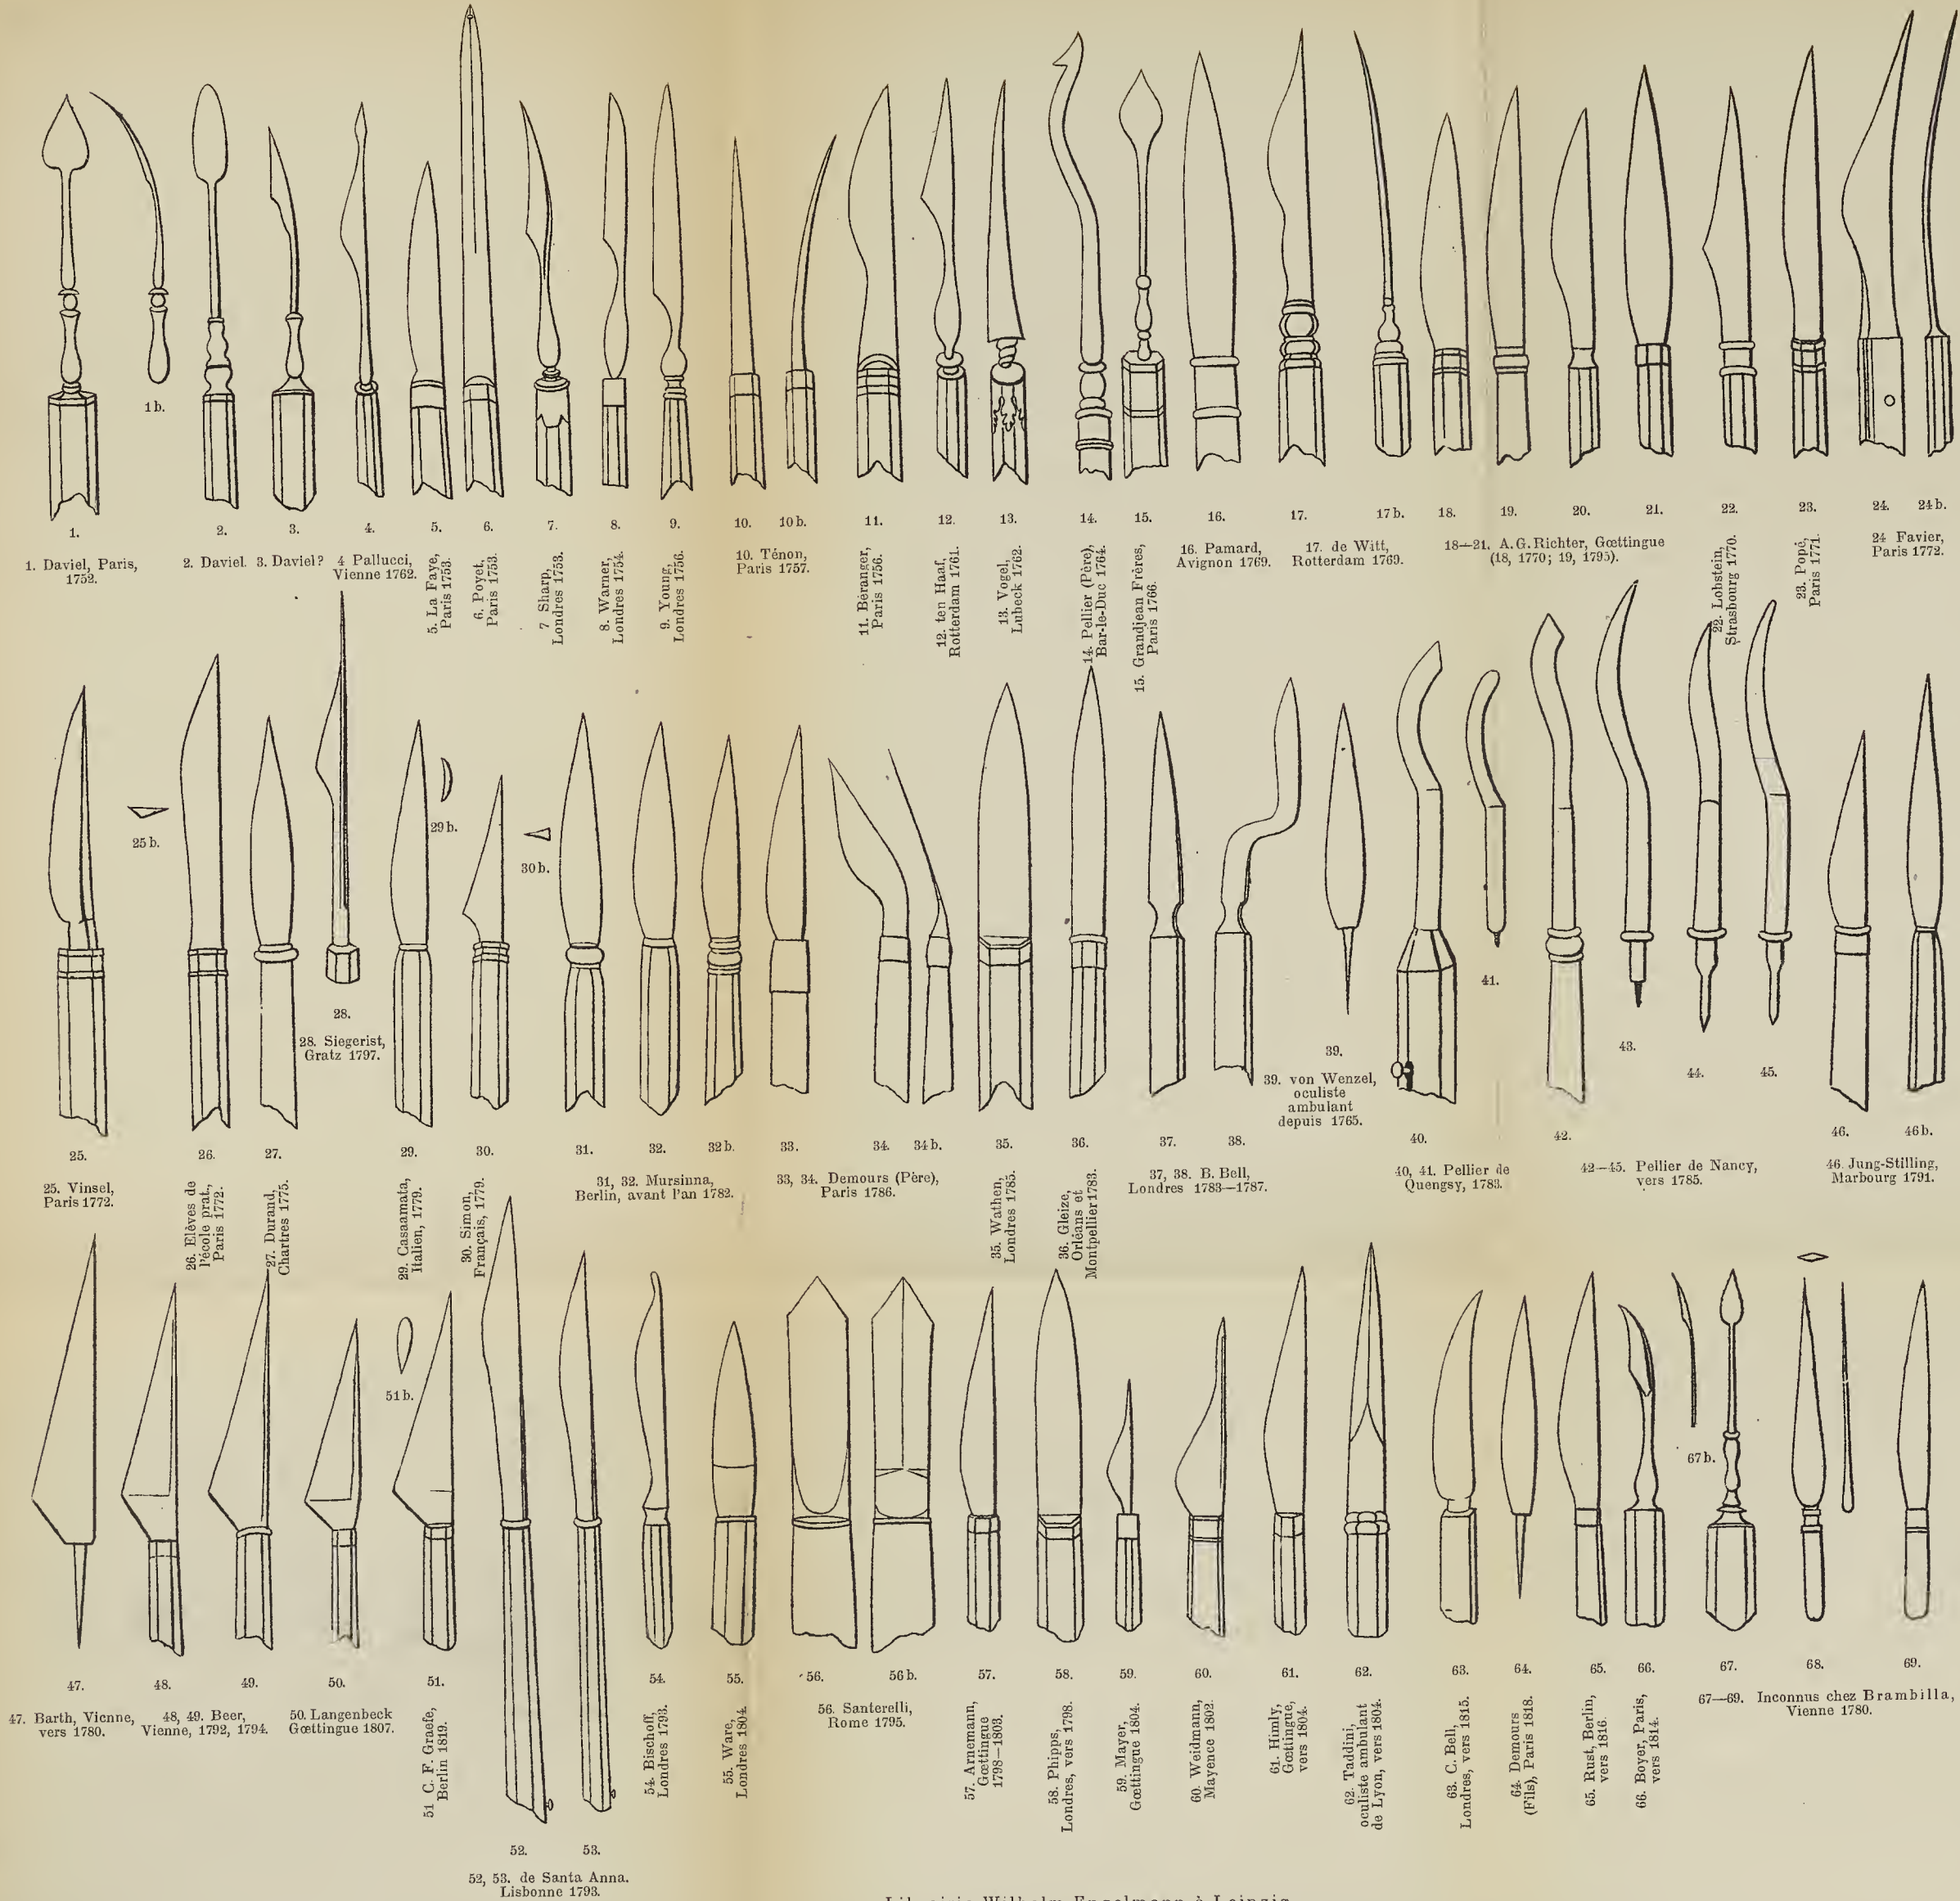 1.
1b.
2.
3.
4.
5.
6.
7.
8.
9.
10.
10b.
11.
12.
13.
14.
15.
16.
17.
17b.
18.
19.
20.
21.
22.
23.
24.
24b.
1. Daviel, Paris,
1752.
2. Daviel.
3. Daviel?
4 Pallucci,
Vienne 1762.
5. La Faye,
Paris 1753.
6. Poyet,
Paris 1753.
7 Sharp,
Londres 1753.
8. Warner,
Londres 1754.
9. Young,
Londres 1756.
10. Ténon,
Paris 1757.
11. Béranger,
Paris 1756.
12. ten Haaf,
Rotterdam 1761.
13. Vogel,
Lubeck 1762.
14. Pellier (Père),
Bar-le-Duc 1764.
15. Grandjean Frères,
Paris 1766.
16. Pamard,
Avignon 1769.
17. de Witt,
Rotterdam 1769.
18—21. A. G. Richter, Gœttingue
(18, 1770; 19, 1795).
22. Lobstein,
Strasbourg 1770.
23. Popé,
Paris 1771.
24 Favier,
Paris 1772.
25.
25b.
26.
27.
28.
29.
29b.
30.
30b.
31.
32.
32b.
33.
34.
34b.
35.
36.
37.
38.
39.
40.
41.
42.
43.
44.
45.
46.
46b.
25. Vinsel,
Paris 1772.
26. Elèves de
l'école prat.,
Paris 1772.
27. Durand,
Chartres 1775.
28. Siegerist,
Gratz 1797.
29. Casaamata,
Italien, 1779.
30. Simon,
Français, 1779.
31, 32. Mursinna,
Berlin, avant l'an 1782.
33, 34. Demours (Père),
Paris 1786.
35. Wathen,
Londres 1785.
36. Gleize,
Orléans et
Montpellier 1783.
37, 38. B. Bell,
Londres 1783—1787.
39. von Wenzel,
oculiste
ambulant
depuis 1765.
40, 41. Pellier de
Quengsy, 1783.
42—45. Pellier de Nancy,
vers 1785.
46. Jung-Stilling,
Marbourg 1791.
47.
48.
49.
50.
51.
51b.
52.
53.
54.
55.
56.
56b.
57.
58.
59.
60.
61.
62.
63.
64.
65.
66.
67.
67b.
68.
69.
47. Barth, Vienne,
vers 1780.
48, 49. Beer,
Vienne, 1792, 1794.
50. Langenbeck
Gœttingue 1807.
51 C. F. Graefe,
Berlin 1819.
52, 53. de Santa Anna.
Lisbonne 1793.
54. Bischoff,
Londres 1793.
55. Ware,
Londres 1804.
56. Santerelli,
Rome 1795.
57. Arnemann,
Gœttingue
1798—1803.
58. Phipps,
Londres, vers 1798.
59. Mayer,
Gœttingue 1804.
60. Weidmann,
Mayence 1802.
61. Himly,
Gœttingue,
vers 1804.
62. Taddini,
oculiste ambulant
de Lyon, vers 1804.
63. C. Bell,
Londres, vers 1815.
64. Demours
(Fils), Paris 1818.
65. Rust, Berlin,
vers 1816.
66. Boyer, Paris,
vers 1814.
67—69. Inconnus chez Brambilla,
Vienne 1780.
Librairie Wilhelm Engelmann à Leipzig